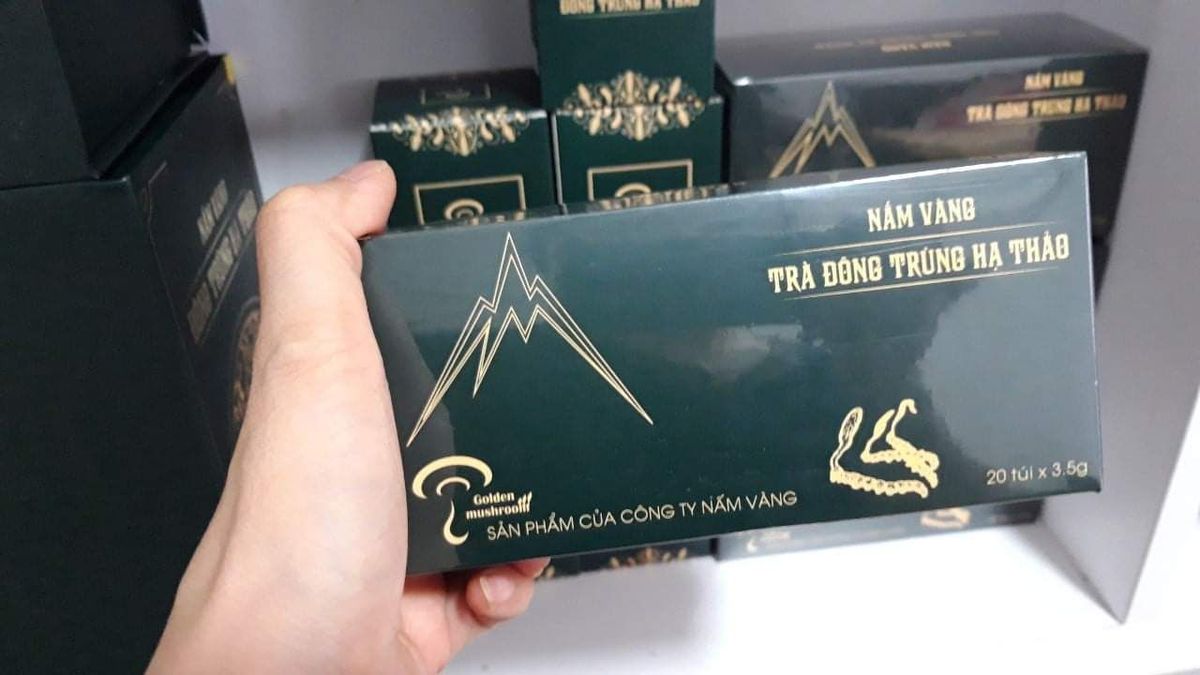 ĐÔNG TRÙNG HẠ THẢO
NẤM VÀNG
TRÀ ĐÔNG TRÙNG HẠ THẢO
NẤM VÀNG
TRÀ ĐÔNG TRÙNG HẠ THẢO
20 túi x 3.5g
Golden
mushroom
SẢN PHẨM CỦA CÔNG TY NẤM VÀNG